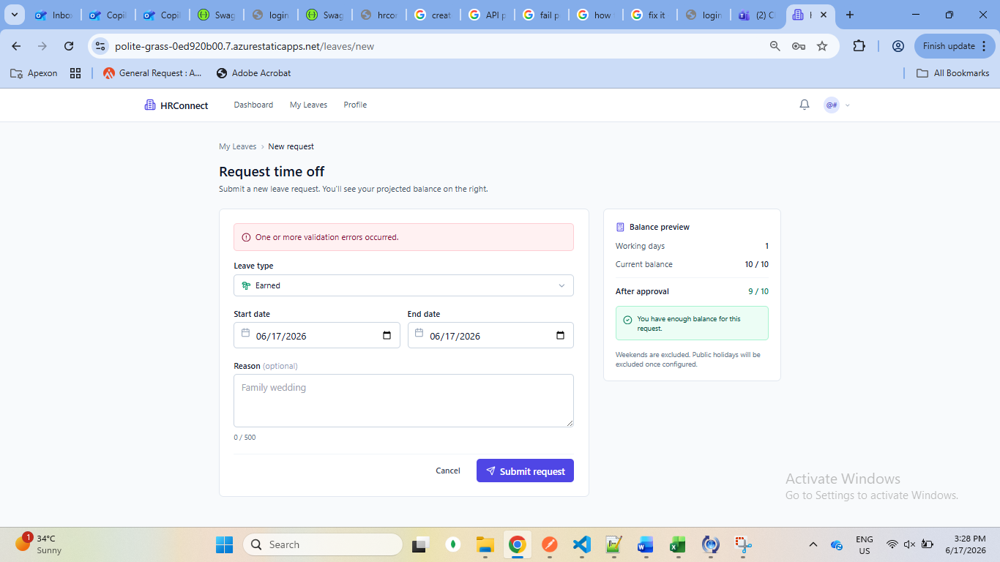 Inbo
Copil
Copil
Swag
login
Swag
hrcor
creat
API p
fail p
how
fix it
login
(2) C
polite-grass-0ed920b00.7.azurestaticapps.net/leaves/new
Finish update
Apexon
General Request : A...
Adobe Acrobat
All Bookmarks
HRConnect
Dashboard
My Leaves
Profile
@#
My Leaves › New request
Request time off
Submit a new leave request. You'll see your projected balance on the right.
One or more validation errors occurred.
Leave type
Earned
Start date
End date
06/17/2026
06/17/2026
Reason (optional)
Family wedding
0 / 500
Cancel
Submit request
Balance preview
Working days 1
Current balance 10 / 10
After approval 9 / 10
You have enough balance for this
request.
Weekends are excluded. Public holidays will be
excluded once configured.
Activate Windows
Go to Settings to activate Windows.
1
34°C
Sunny
Search
ENG
US
3:28 PM
6/17/2026